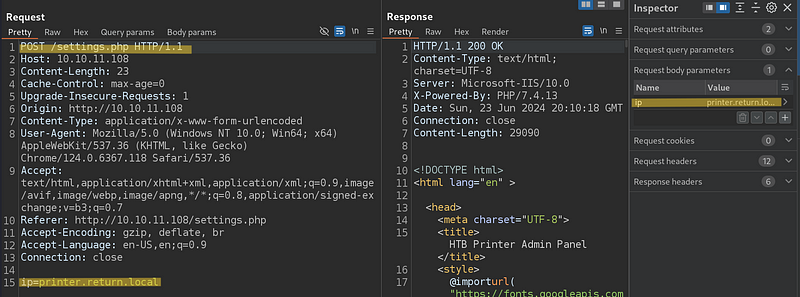 Request
Pretty Raw Hex Query params Body params
\n
1 POST /settings.php HTTP/1.1
2 Host: 10.10.11.108
3 Content-Length: 23
4 Cache-Control: max-age=0
5 Upgrade-Insecure-Requests: 1
6 Origin: http://10.10.11.108
7 Content-Type: application/x-www-form-urlencoded
8 User-Agent: Mozilla/5.0 (Windows NT 10.0; Win64; x64)
AppleWebKit/537.36 (KHTML, like Gecko)
Chrome/124.0.6367.118 Safari/537.36
9 Accept:
text/html,application/xhtml+xml,application/xml;q=0.9,image
/avif,image/webp,image/apng,*/*;q=0.8,application/signed-ex
change;v=b3;q=0.7
10 Referer: http://10.10.11.108/settings.php
11 Accept-Encoding: gzip, deflate, br
12 Accept-Language: en-US,en;q=0.9
13 Connection: close
14
15 ip=printer.return.local
Response
Pretty Raw Hex Render
\n
1 HTTP/1.1 200 OK
2 Content-Type: text/html;
charset=UTF-8
3 Server: Microsoft-IIS/10.0
4 X-Powered-By: PHP/7.4.13
5 Date: Sun, 23 Jun 2024 20:10:18 GMT
6 Connection: close
7 Content-Length: 29090
8
9
10 <!DOCTYPE html>
11 <html lang="en" >
12
13 <head>
14 <meta charset="UTF-8">
15 <title>
HTB Printer Admin Panel
</title>
16 <style>
17 @importurl(
"https://fonts.googleapis.com
Inspector
Request attributes 2
Request query parameters 0
Request body parameters 1
Name Value
ip printer.return.lo...
Request cookies 0
Request headers 12
Response headers 6